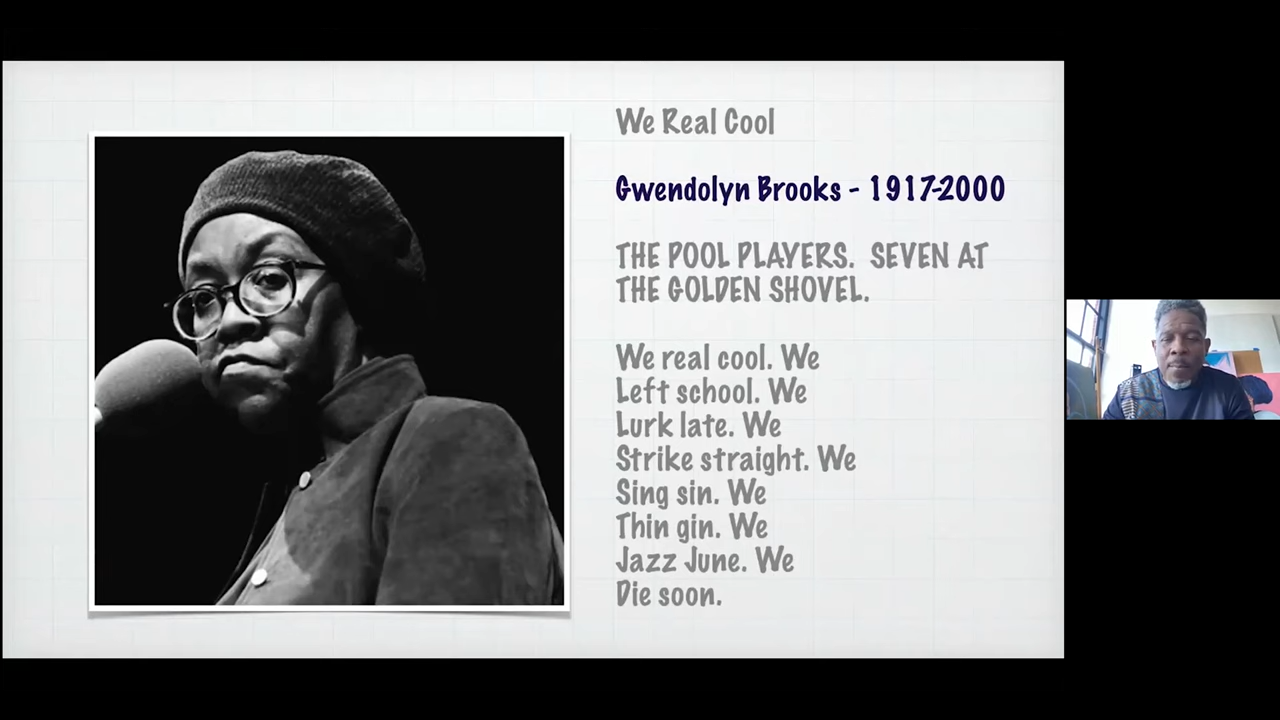 We Real Cool
Gwendolyn Brooks - 1917-2000
THE POOL PLAYERS. SEVEN AT
THE GOLDEN SHOVEL.
We real cool. We
Left school. We
Lurk late. We
Strike straight. We
Sing sin. We
Thin gin. We
Jazz June. We
Die soon.